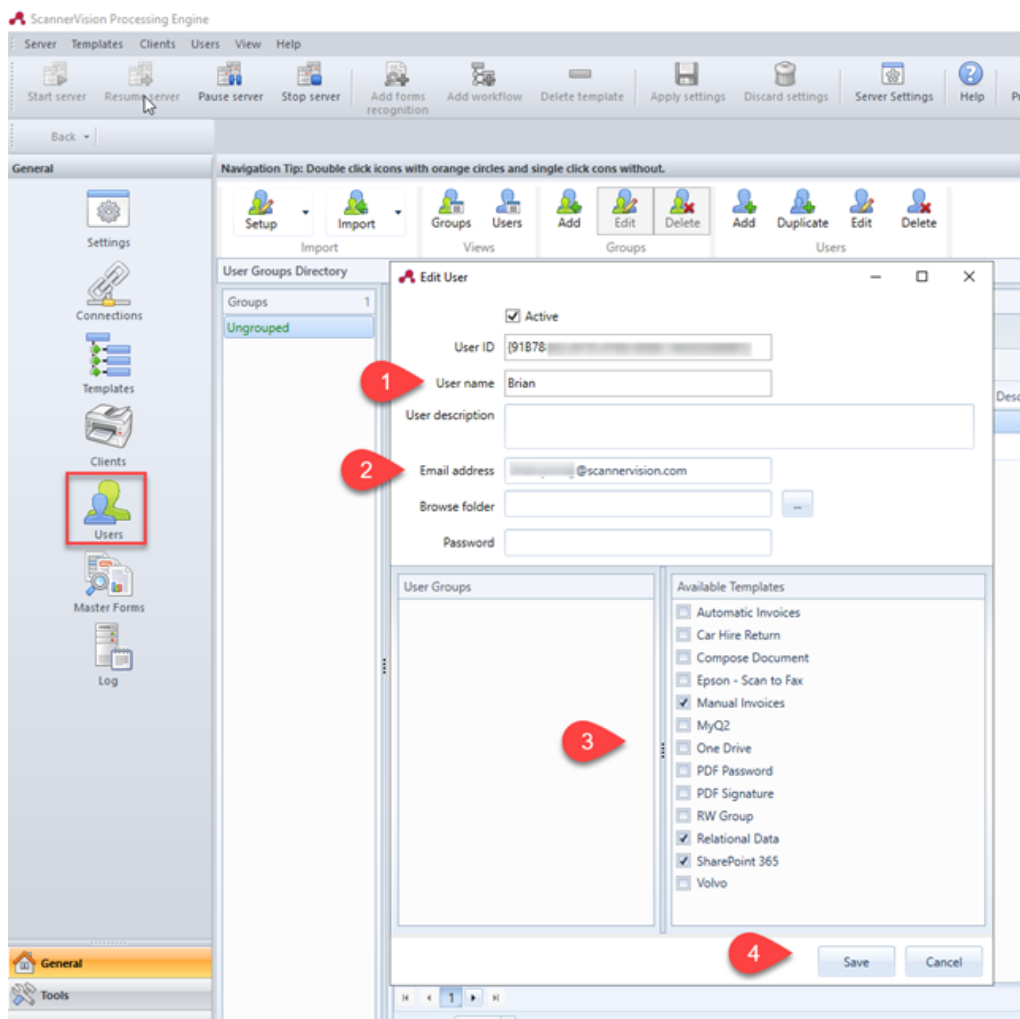 ScannerVision Processing Engine
Server Templates Clients Users View Help
Start server Resume server Pause server Stop server Add forms recognition Add workflow Delete template Apply settings Discard settings Server Settings Help
Back
General
Navigation Tip: Double click icons with orange circles and single click cons without.
Setup Import Groups Users Add Edit Delete Add Duplicate Edit Delete
Import Views Groups Users
Settings
Connections
Templates
Clients
Users
Master Forms
Log
General
Tools
User Groups Directory
Groups 1
Ungrouped
Edit User
Active
User ID {91B78
1 User name Brian
User description
2 Email address @scannervision.com
Browse folder ...
Password
User Groups
3
Available Templates
Automatic Invoices
Car Hire Return
Compose Document
Epson - Scan to Fax
Manual Invoices
MyQ2
One Drive
PDF Password
PDF Signature
RW Group
Relational Data
SharePoint 365
Volvo
4 Save Cancel
1
Desc